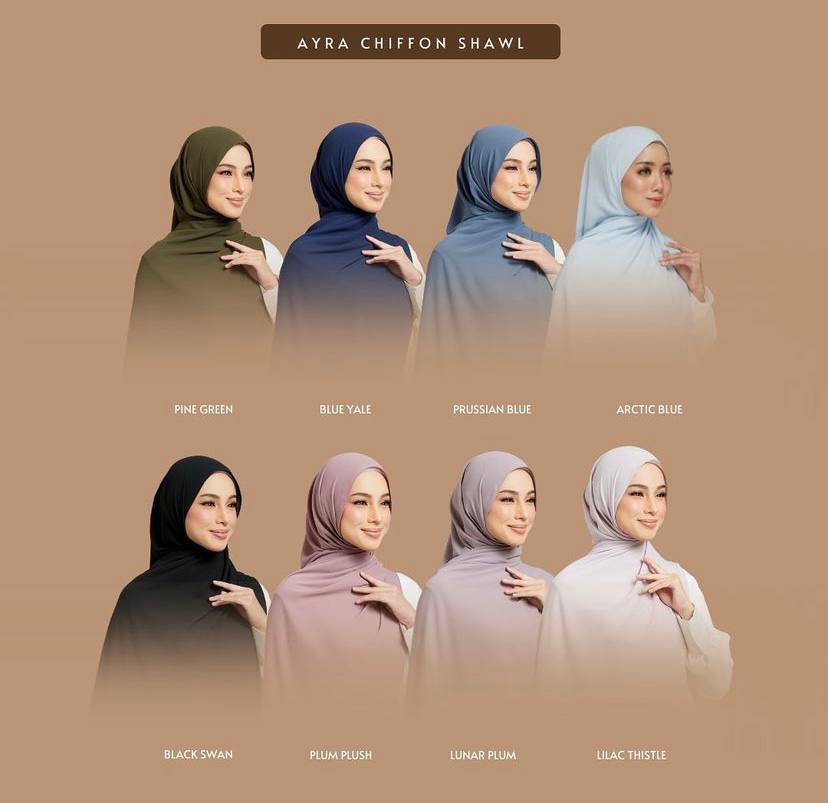 AYRA CHIFFON SHAWL
PINE GREEN
BLUE YALE
PRUSSIAN BLUE
ARCTIC BLUE
BLACK SWAN
PLUM PLUSH
LUNAR PLUM
LILAC THISTLE